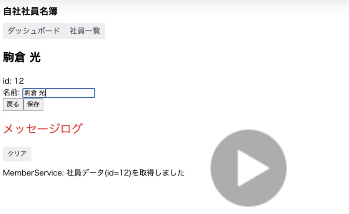 自社社員名簿
ダッシュボード 社員一覧
駒倉 光
id: 12
名前: 駒倉 光
戻る 保存
メッセージログ
クリア
MemberService: 社員データ(id=12)を取得しました